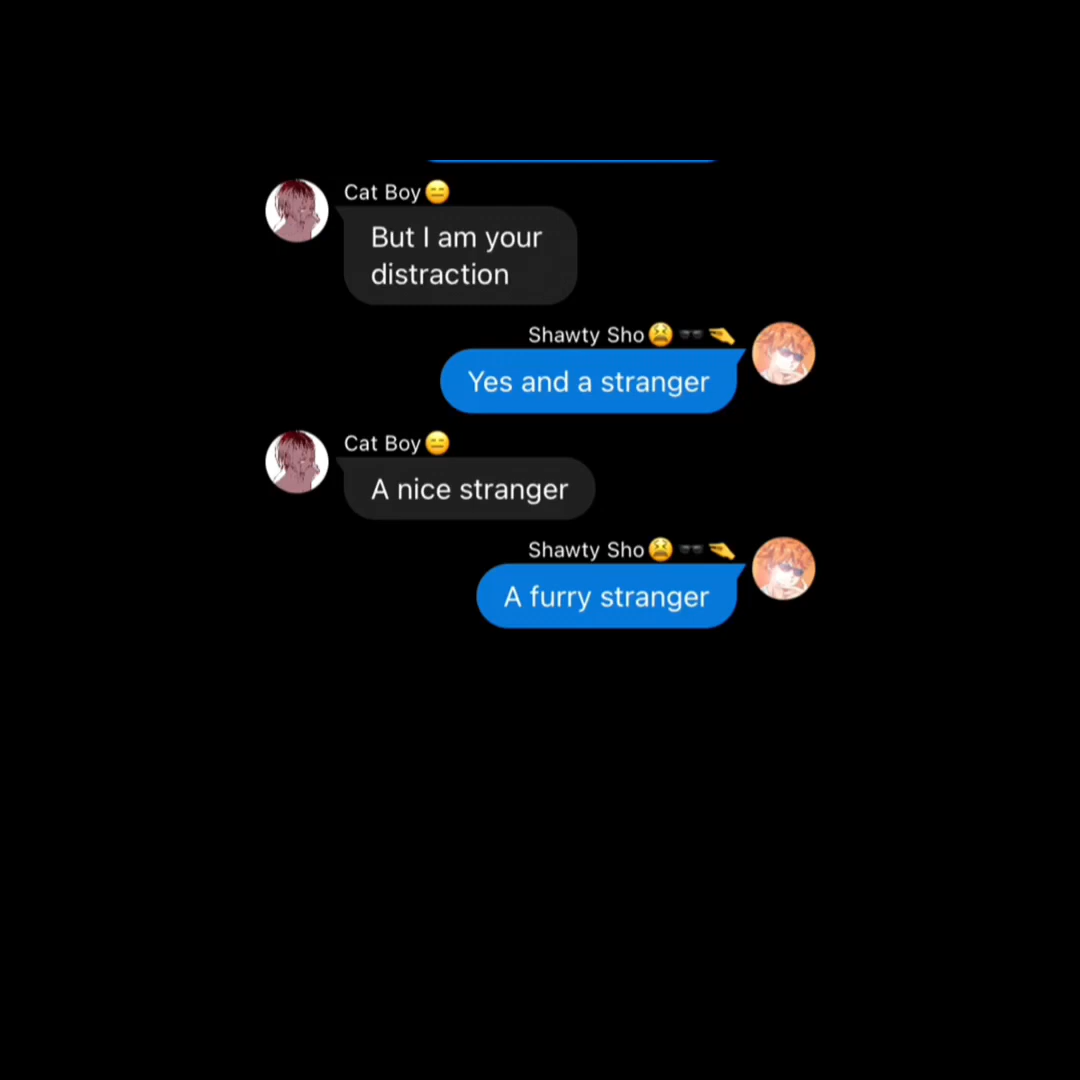 Cat Boy😑
But I am your
distraction
Shawty Sho😫🕶️🤏
Yes and a stranger
Cat Boy😑
A nice stranger
Shawty Sho😫🕶️🤏
A furry stranger